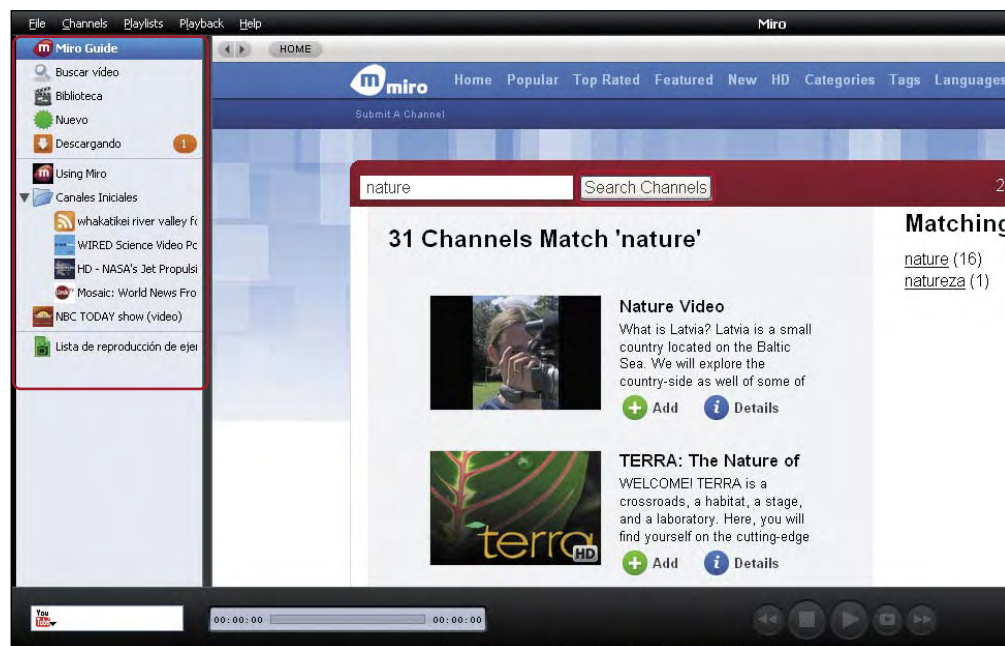 File Channels Playlists Playback Help
Miro
Miro Guide
Buscar vídeo
Biblioteca
Nuevo
Descargando 1
Using Miro
Canales Iniciales
whakatikei river valley fo
WIRED Science Video Pc
HD - NASA's Jet Propulsi
Mosaic: World News Fro
NBC TODAY show (video)
Lista de reproducción de ejer
HOME
miro
Home Popular Top Rated Featured New HD Categories Tags Languages
Submit A Channel
nature Search Channels 2
31 Channels Match 'nature'
Nature Video
What is Latvia? Latvia is a small
country located on the Baltic
Sea. We will explore the
country-side as well of some of
Add Details
TERRA: The Nature of
WELCOME! TERRA is a
crossroads, a habitat, a stage,
and a laboratory. Here, you will
find yourself on the cutting-edge
Add Details
terra HD
Matching
nature (16)
natureza (1)
You Tube
00:00:00 00:00:00